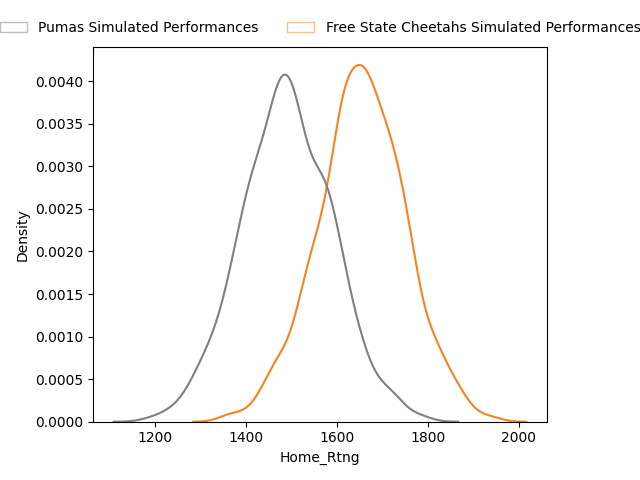 Pumas Simulated Performances Free State Cheetahs Simulated Performances
0.0040
0.0035
0.0030
0.0025
0.0020
0.0015
0.0010
0.0005
0.0000
Density
1200 1400 1600 1800 2000
Home_Rtng